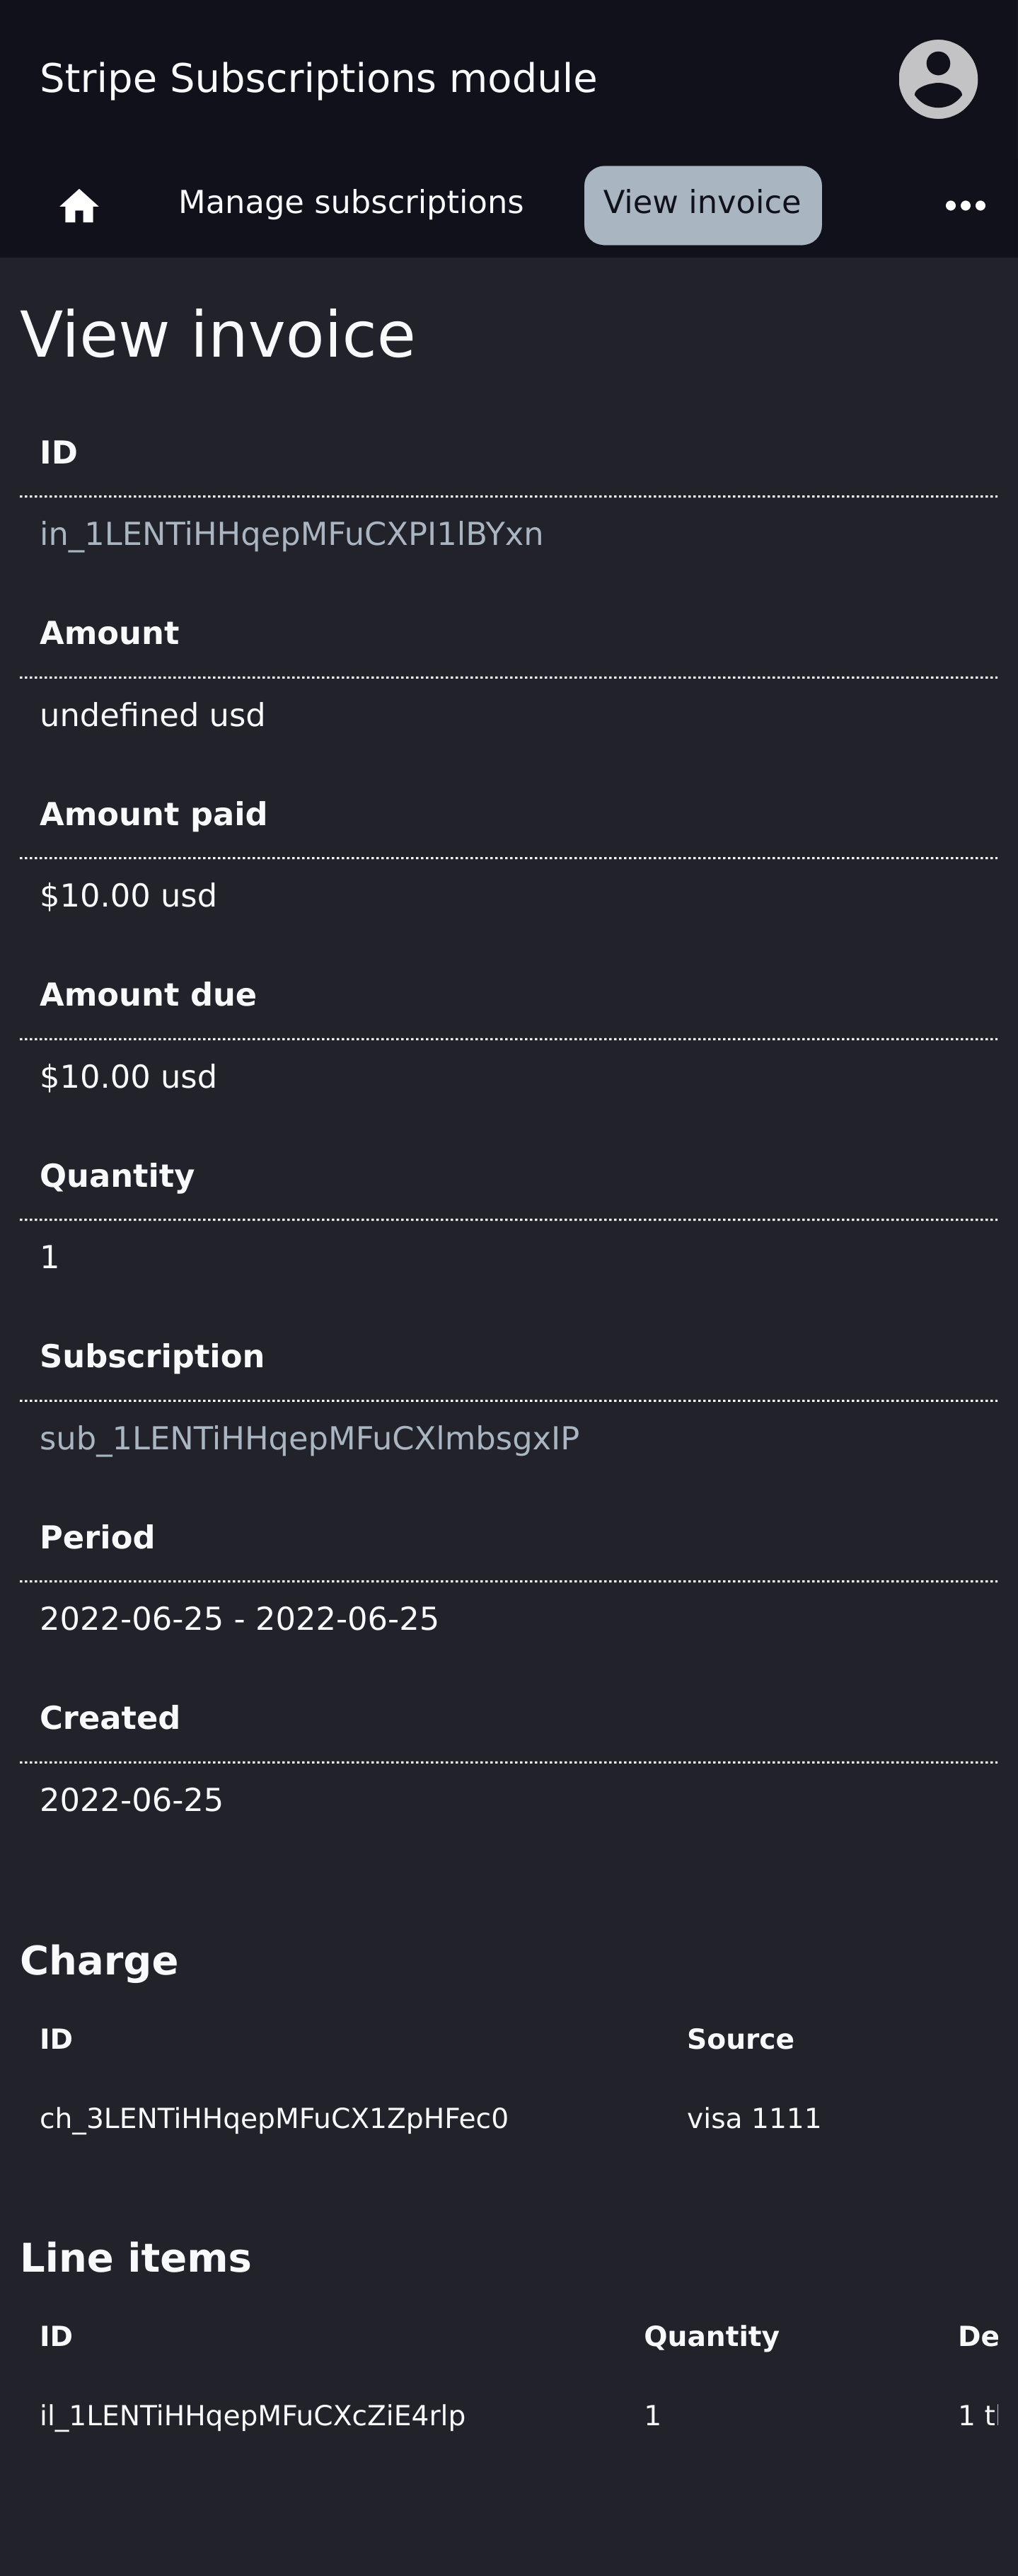 Stripe Subscriptions module
Manage subscriptions View invoice
View invoice
ID
in_1LENTiHHqepMFuCXPI1lBYxn
Amount
undefined usd
Amount paid
$10.00 usd
Amount due
$10.00 usd
Quantity
1
Subscription
sub_1LENTiHHqepMFuCXlmbsgxIP
Period
2022-06-25 - 2022-06-25
Created
2022-06-25
Charge
ID Source
ch_3LENTiHHqepMFuCX1ZpHFec0 visa 1111
Line items
ID Quantity De
il_1LENTiHHqepMFuCXcZiE4rlp 1 1